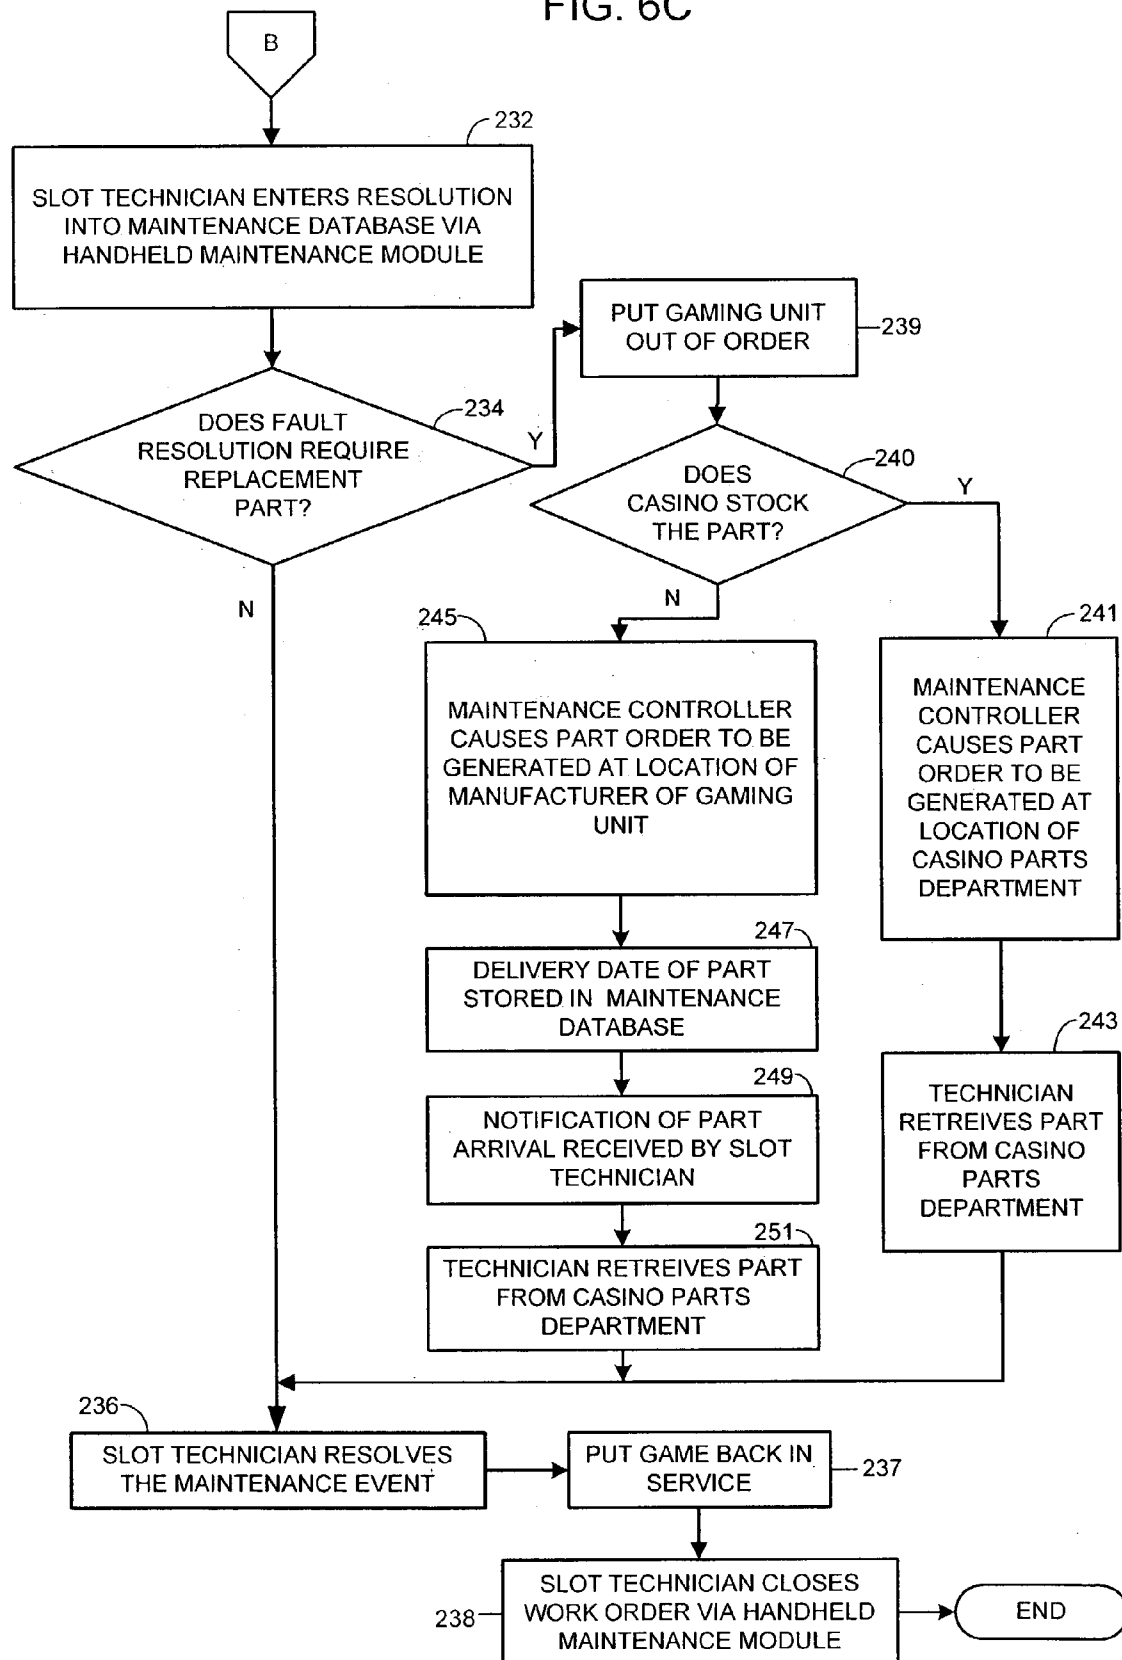 FIG. 6C
B
232
SLOT TECHNICIAN ENTERS RESOLUTION
INTO MAINTENANCE DATABASE VIA
HANDHELD MAINTENANCE MODULE
PUT GAMING UNIT
OUT OF ORDER
239
DOES FAULT
RESOLUTION REQUIRE
REPLACEMENT
PART?
234
Y
DOES
CASINO STOCK
THE PART?
240
Y
N
N
245
MAINTENANCE CONTROLLER
CAUSES PART ORDER TO BE
GENERATED AT LOCATION OF
MANUFACTURER OF GAMING
UNIT
241
MAINTENANCE
CONTROLLER
CAUSES PART
ORDER TO BE
GENERATED AT
LOCATION OF
CASINO PARTS
DEPARTMENT
247
DELIVERY DATE OF PART
STORED IN MAINTENANCE
DATABASE
243
TECHNICIAN
RETREIVES PART
FROM CASINO
PARTS
DEPARTMENT
249
NOTIFICATION OF PART
ARRIVAL RECEIVED BY SLOT
TECHNICIAN
251
TECHNICIAN RETREIVES PART
FROM CASINO PARTS
DEPARTMENT
236
SLOT TECHNICIAN RESOLVES
THE MAINTENANCE EVENT
PUT GAME BACK IN
SERVICE
237
238
SLOT TECHNICIAN CLOSES
WORK ORDER VIA HANDHELD
MAINTENANCE MODULE
END